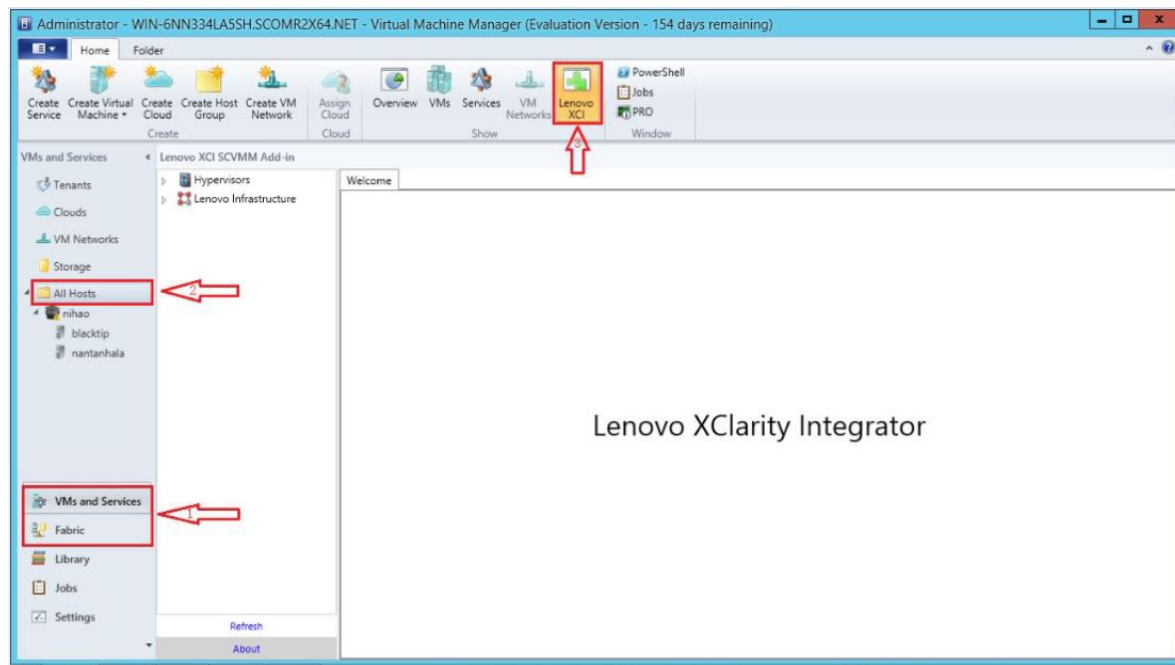 Administrator - WIN-6NN334LA5SH.SCOMR2X64.NET - Virtual Machine Manager (Evaluation Version - 154 days remaining)
Home Folder
Create Service
Create Virtual Machine
Create Cloud
Create Host Group
Create VM Network
Assign Cloud
Overview
VMs
Services
VM Networks
Lenovo XCI
PowerShell
Jobs
PRO
Create
Cloud
Show
Window
3
VMs and Services
Lenovo XCI SCVMM Add-in
Tenants
Clouds
VM Networks
Storage
All Hosts
nihao
blacktip
nantanhala
2
Hypervisors
Lenovo Infrastructure
Welcome
Lenovo XClarity Integrator
VMs and Services
1
Fabric
Library
Jobs
Settings
Refresh
About